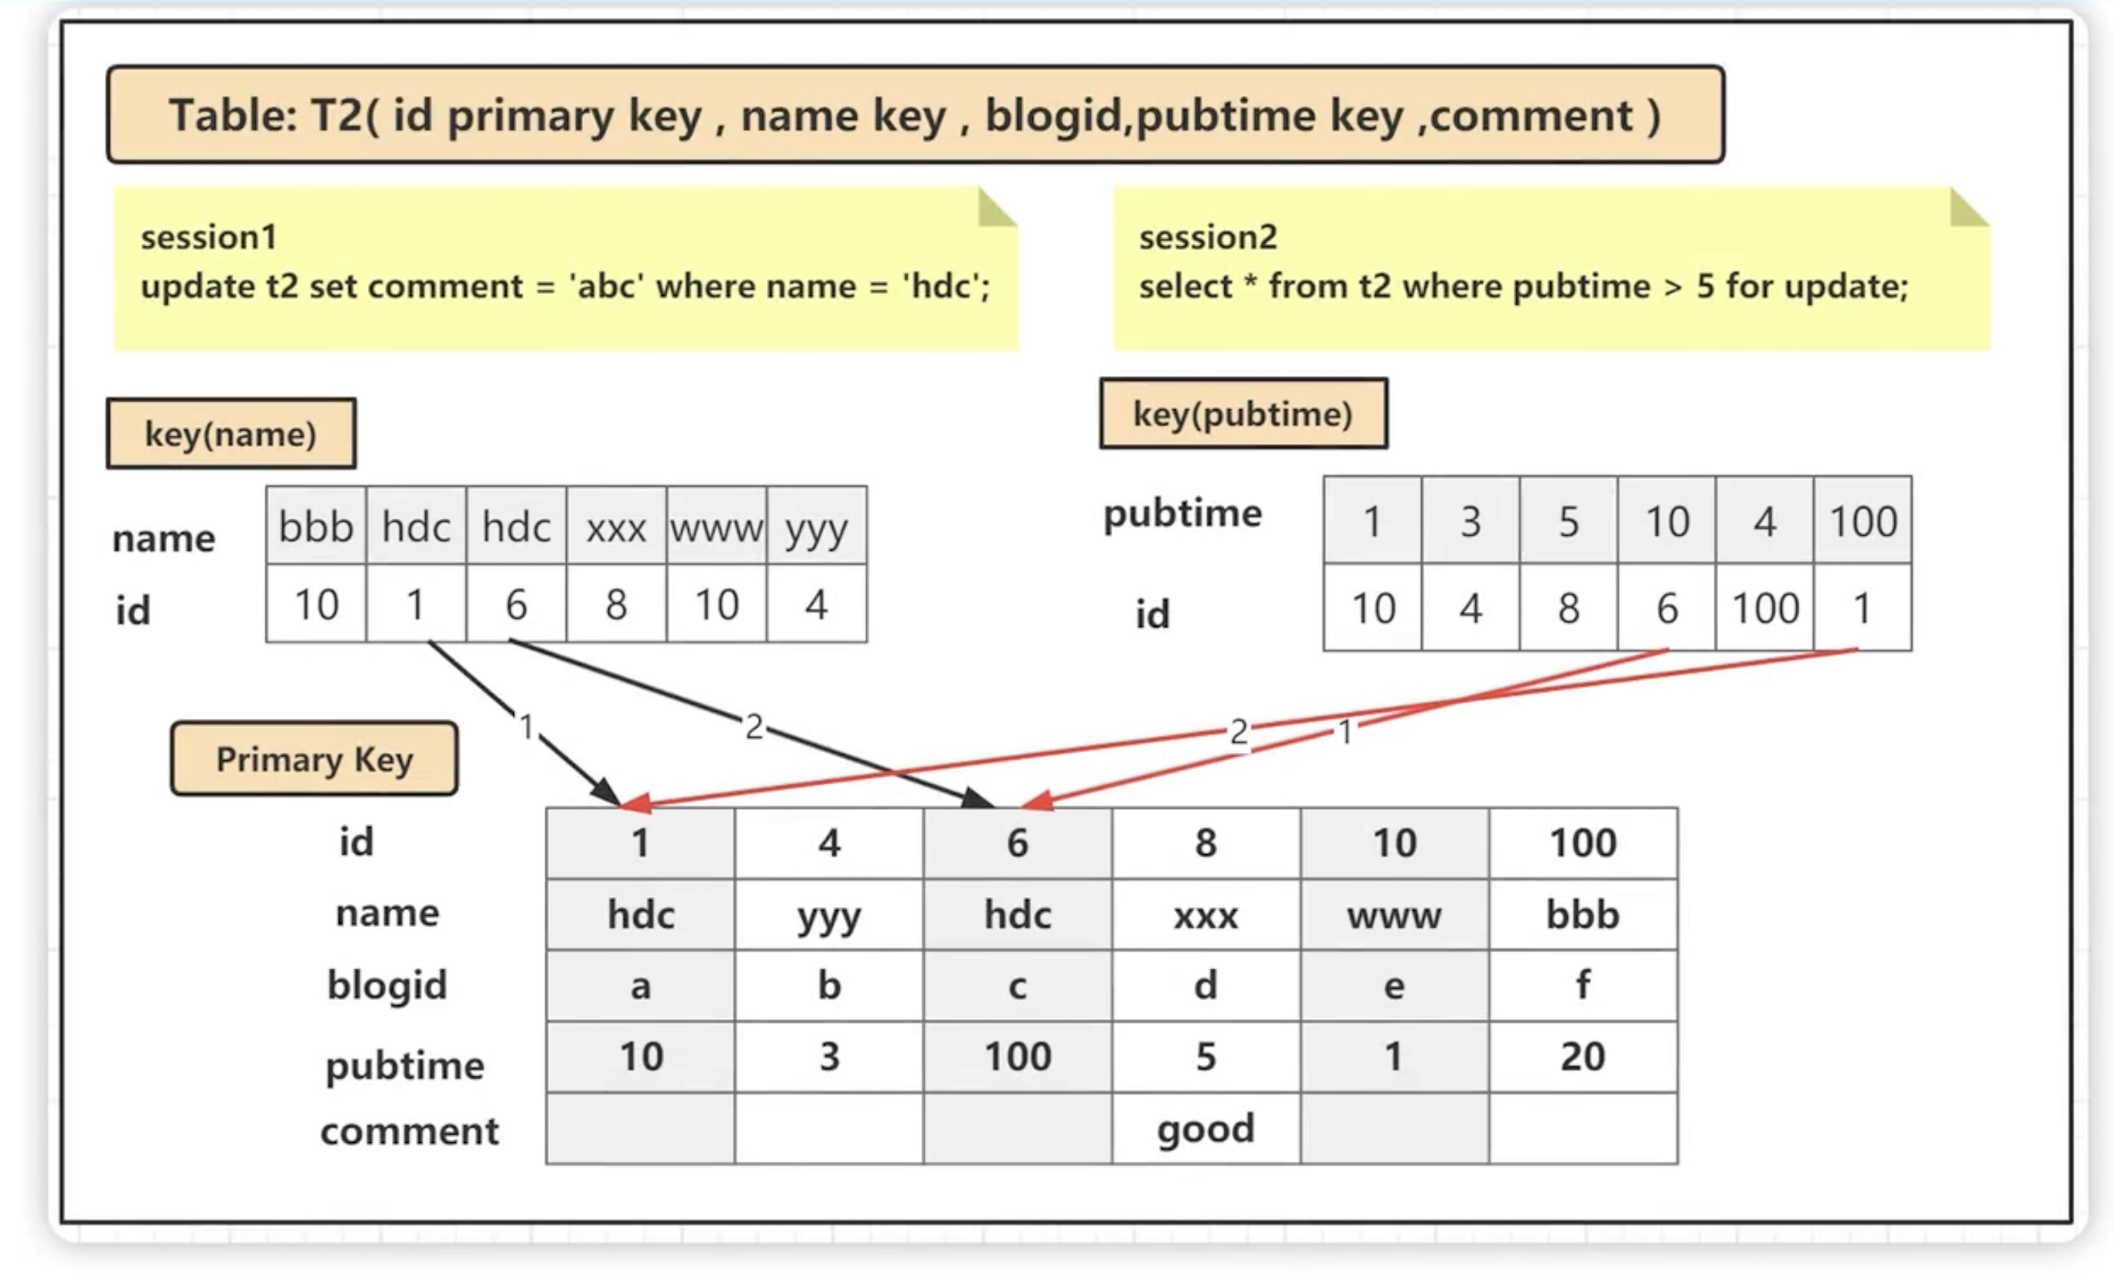 Table: T2( id primary key , name key , blogid,pubtime key ,comment )
session1
update t2 set comment = 'abc' where name = 'hdc';
session2
select * from t2 where pubtime > 5 for update;
key(name)
name bbb hdc hdc xxx www yyy
id 10 1 6 8 10 4
key(pubtime)
pubtime 1 3 5 10 4 100
id 10 4 8 6 100 1
1 2 2 1
Primary Key
id 1 4 6 8 10 100
name hdc yyy hdc xxx www bbb
blogid a b c d e f
pubtime 10 3 100 5 1 20
comment good